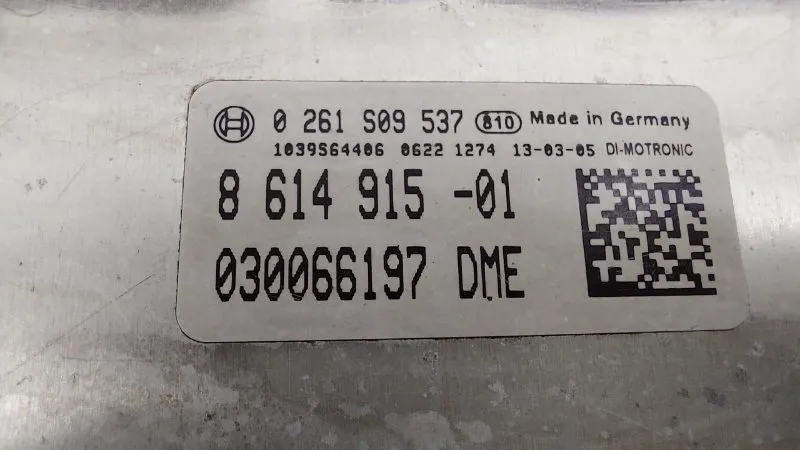 0 261 S09 537 810 Made in Germany
1039S64406 0622 1274 13-03-05 DI-MOTRONIC
8 614 915 -01
030066197 DME